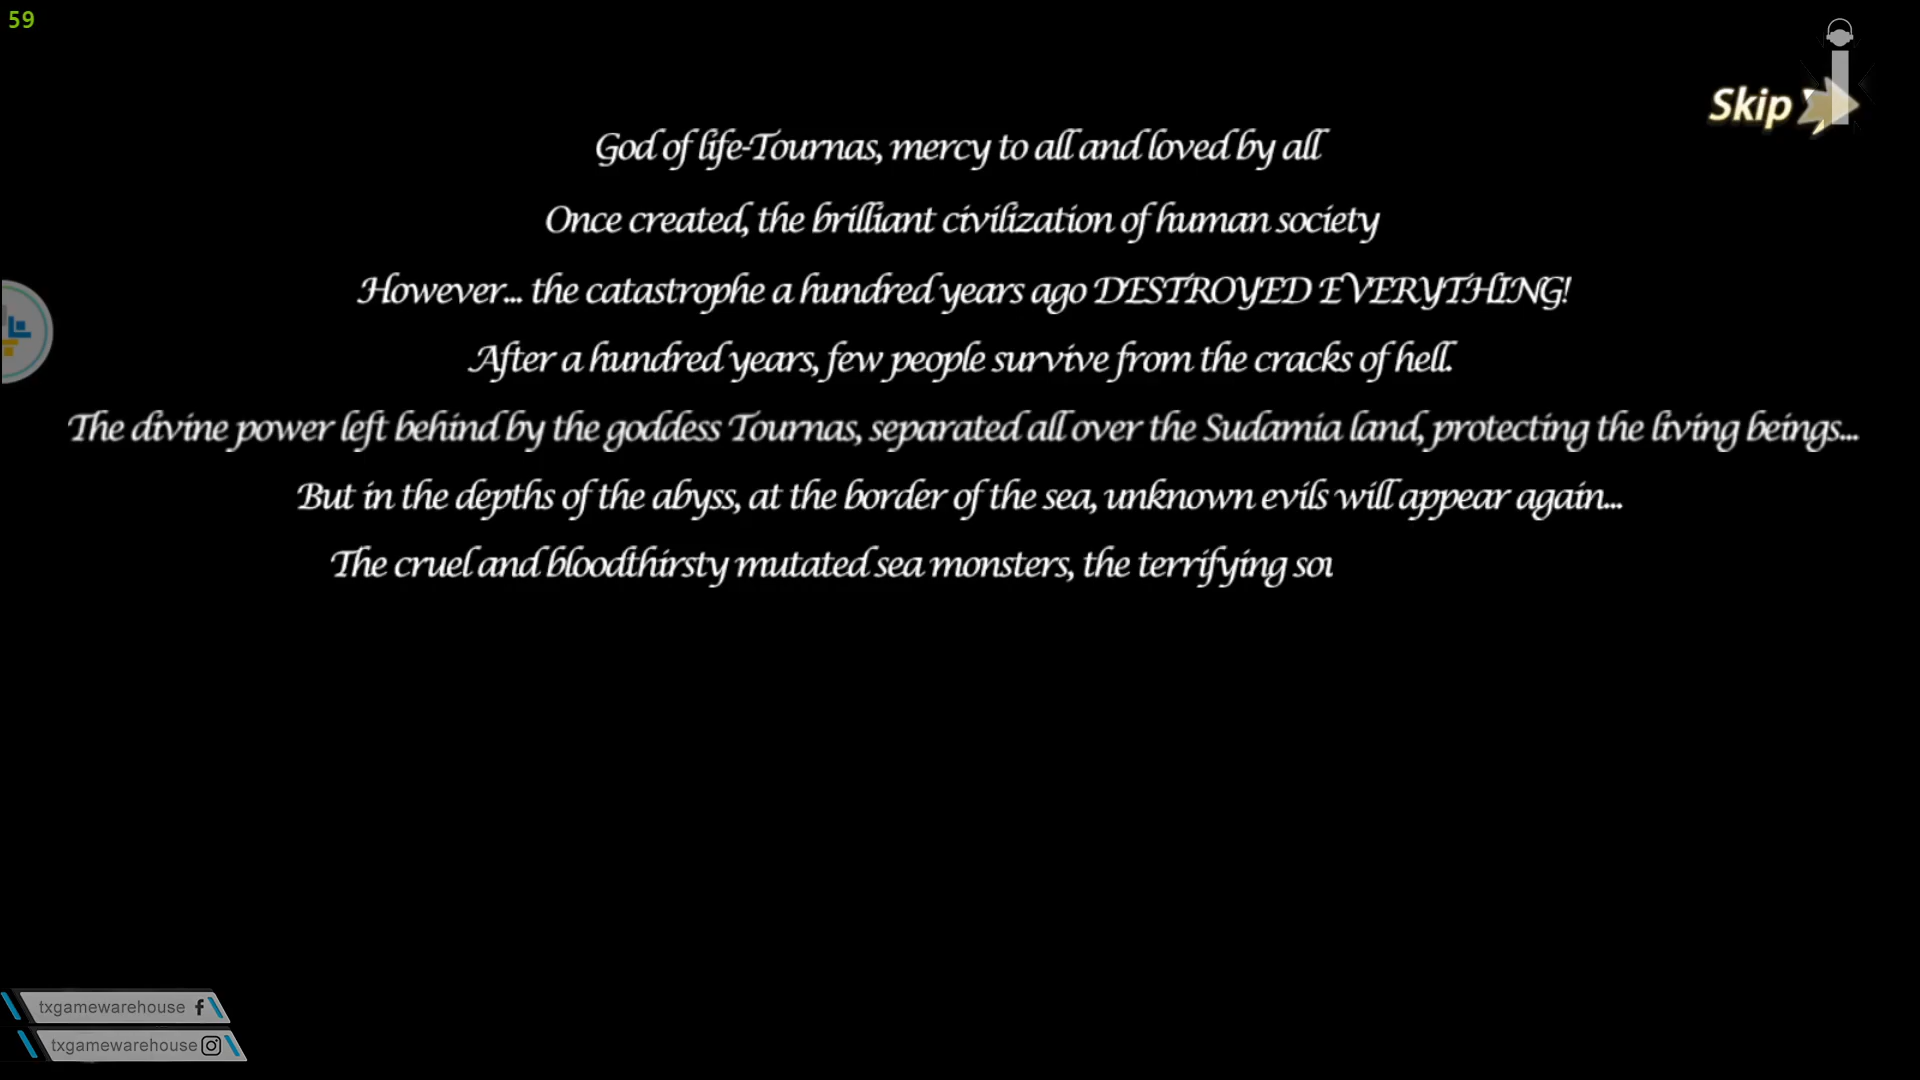 59
Skip
God of life-Tournas, mercy to all and loved by all
Once created, the brilliant civilization of human society
However... the catastrophe a hundred years ago DESTROYED EVERYTHING!
After a hundred years, few people survive from the cracks of hell.
The divine power left behind by the goddess Tournas, separated all over the Sudamia land, protecting the living beings...
But in the depths of the abyss, at the border of the sea, unknown evils will appear again...
The cruel and bloodthirsty mutated sea monsters, the terrifying
txgamewarehouse
txgamewarehouse